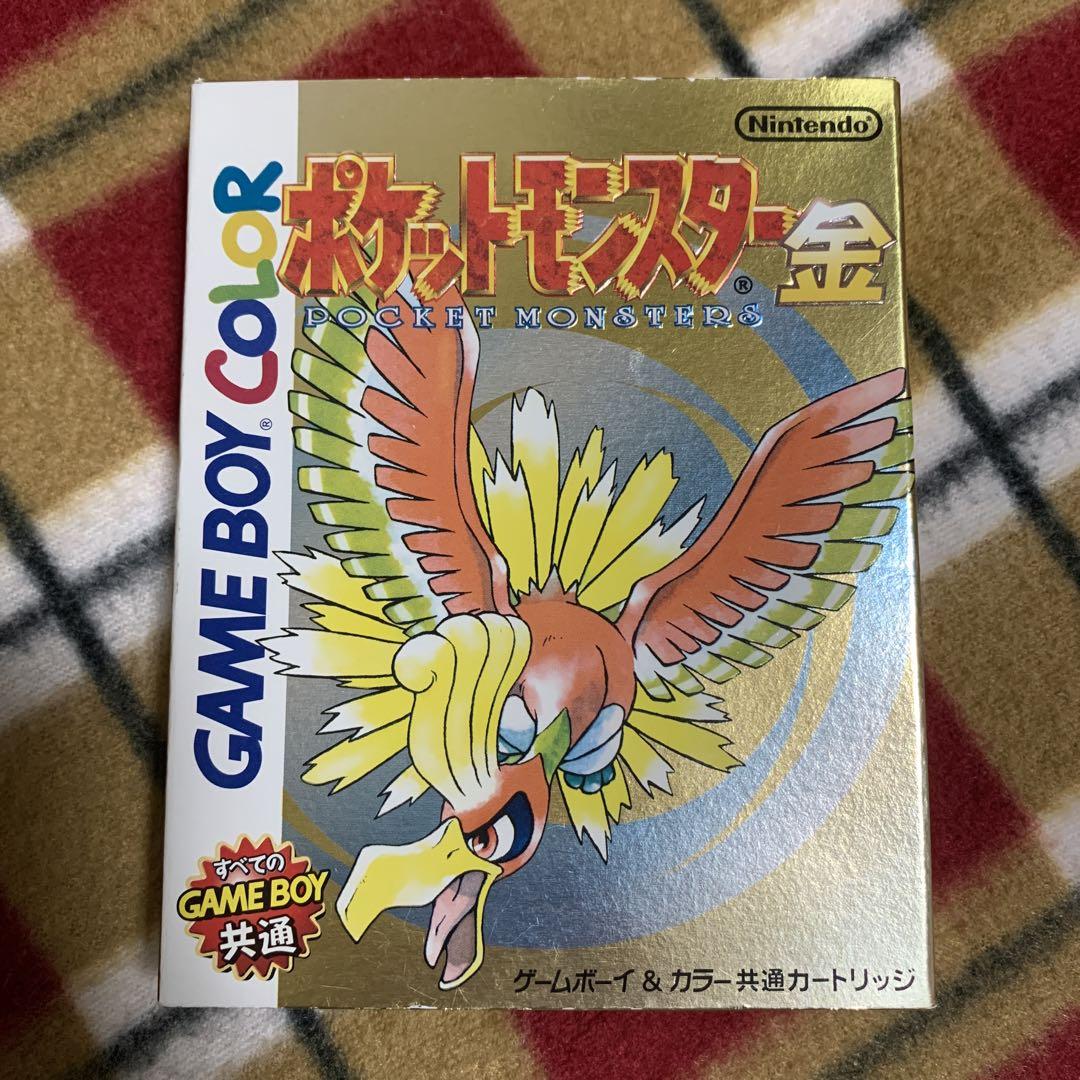 Nintendo®
ポケットモンスター金
®
POCKET MONSTERS
GAME BOY® COLOR
すべての
GAME BOY
共通
ゲームボーイ & カラー共通カートリッジ